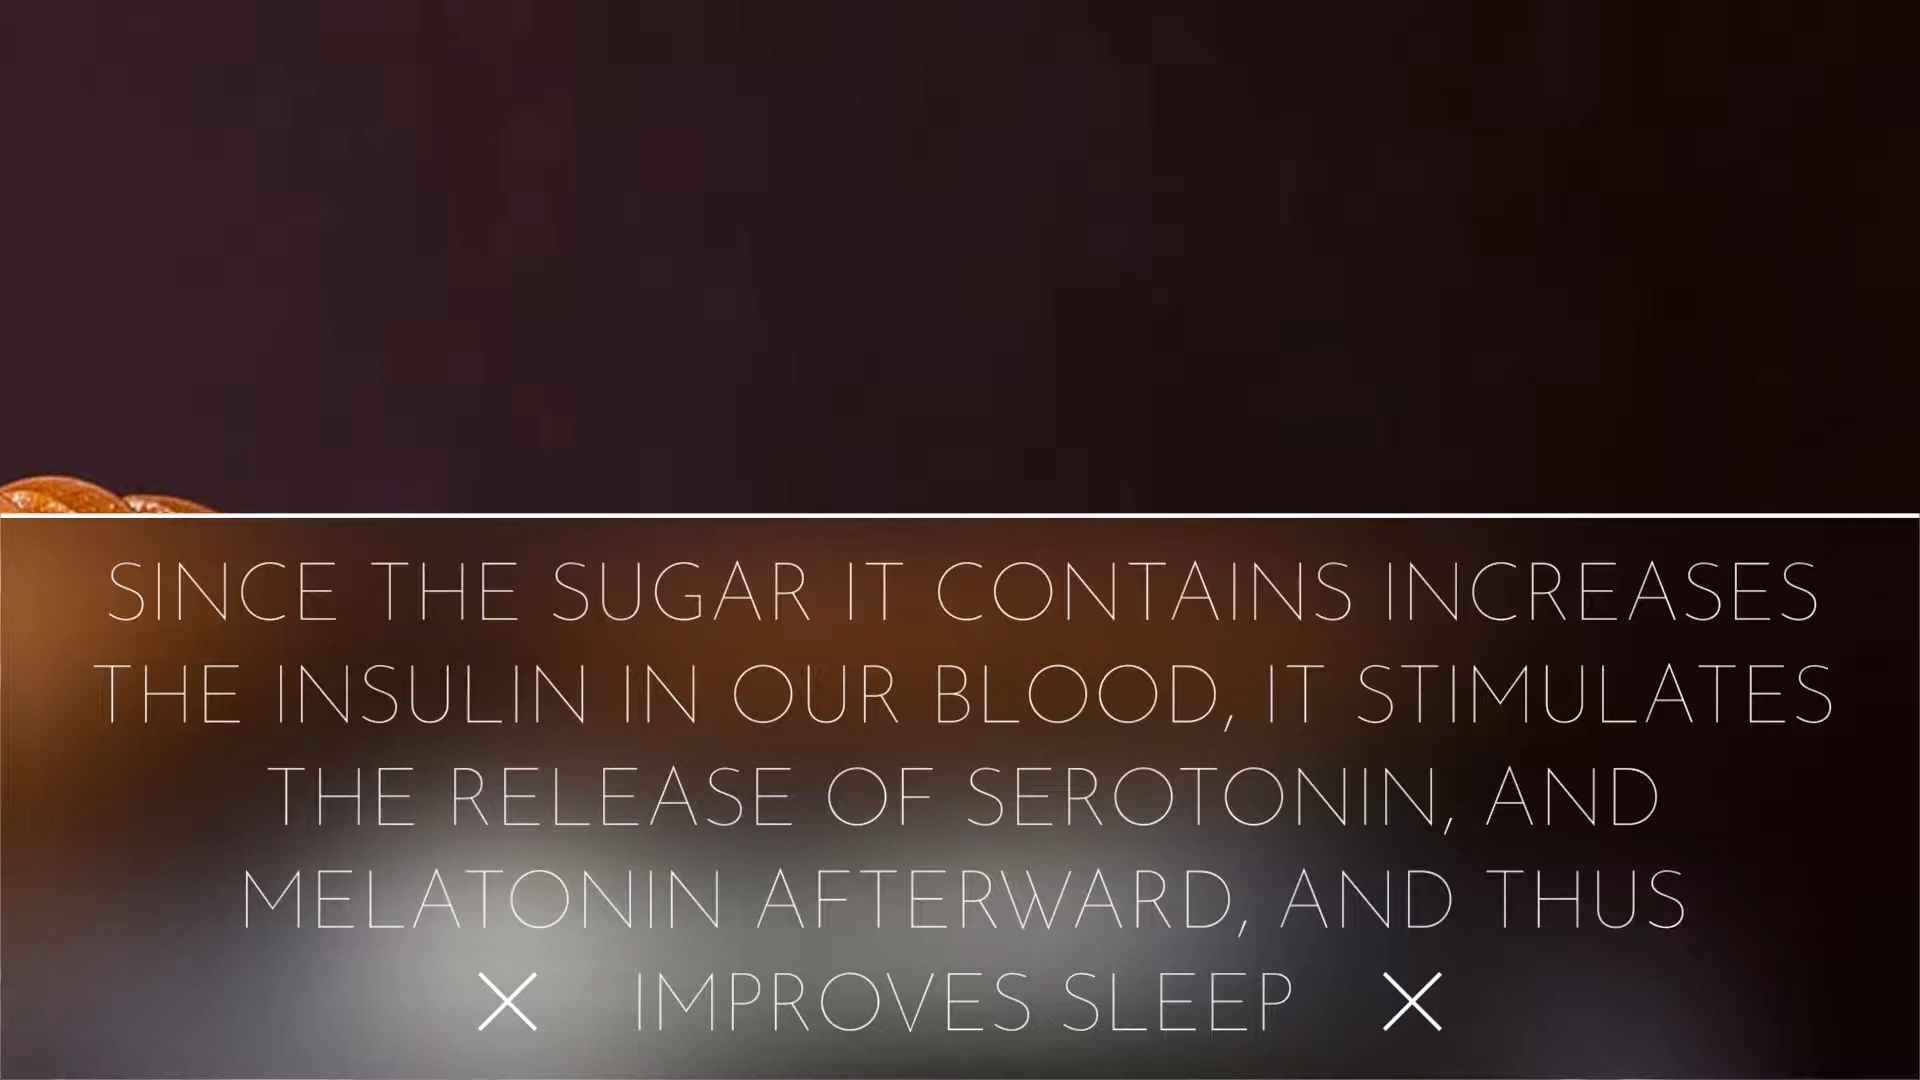 SINCE THE SUGAR IT CONTAINS INCREASES
THE INSULIN IN OUR BLOOD, IT STIMULATES
THE RELEASE OF SEROTONIN, AND
MELATONIN AFTERWARD, AND THUS
IMPROVES SLEEP